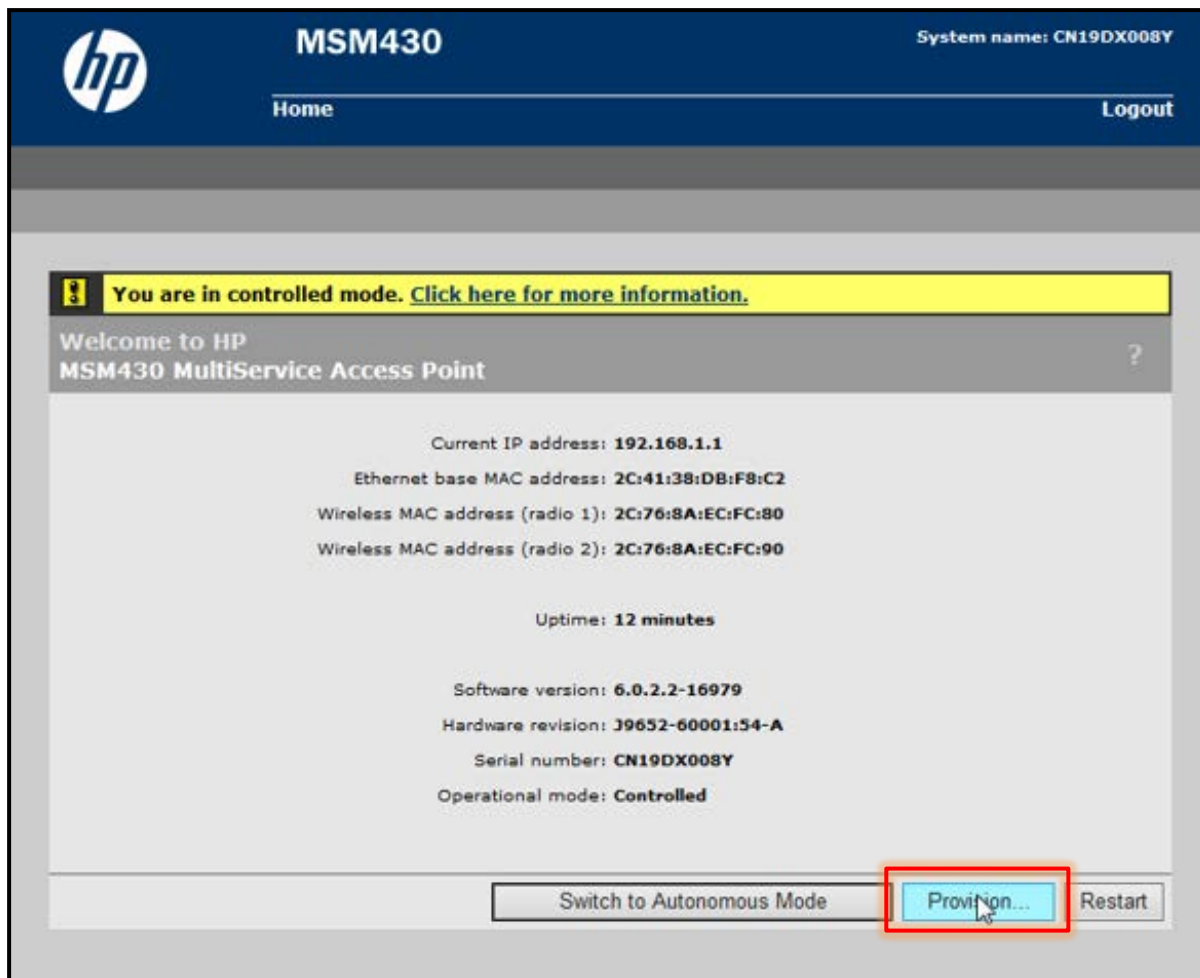 hp
MSM430
System name: CN19DX008Y
Home
Logout
You are in controlled mode. Click here for more information.
Welcome to HP
MSM430 MultiService Access Point
?
Current IP address: 192.168.1.1
Ethernet base MAC address: 2C:41:38:DB:F8:C2
Wireless MAC address (radio 1): 2C:76:8A:EC:FC:80
Wireless MAC address (radio 2): 2C:76:8A:EC:FC:90
Uptime: 12 minutes
Software version: 6.0.2.2-16979
Hardware revision: J9652-60001:54-A
Serial number: CN19DX008Y
Operational mode: Controlled
Switch to Autonomous Mode
Provision...
Restart